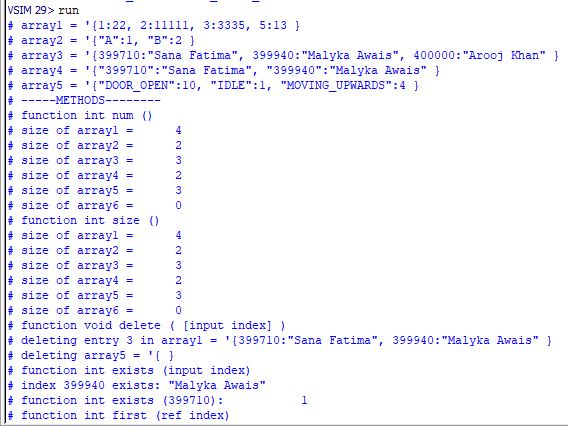 VSIM 29> run
# array1 = '{1:22, 2:11111, 3:3335, 5:13 }
# array2 = '{"A":1, "B":2 }
# array3 = '{399710:"Sana Fatima", 399940:"Malyka Awais", 400000:"Arooj Khan" }
# array4 = '{"399710":"Sana Fatima", "399940":"Malyka Awais" }
# array5 = '{"DOOR_OPEN":10, "IDLE":1, "MOVING_UPWARDS":4 }
# -----METHODS--------
# function int num ()
# size of array1 = 4
# size of array2 = 2
# size of array3 = 3
# size of array4 = 2
# size of array5 = 3
# size of array6 = 0
# function int size ()
# size of array1 = 4
# size of array2 = 2
# size of array3 = 3
# size of array4 = 2
# size of array5 = 3
# size of array6 = 0
# function void delete ( [input index] )
# deleting entry 3 in array1 = '{399710:"Sana Fatima", 399940:"Malyka Awais" }
# deleting array5 = '{ }
# function int exists (input index)
# index 399940 exists: "Malyka Awais"
# function int exists (399710): 1
# function int first (ref index)